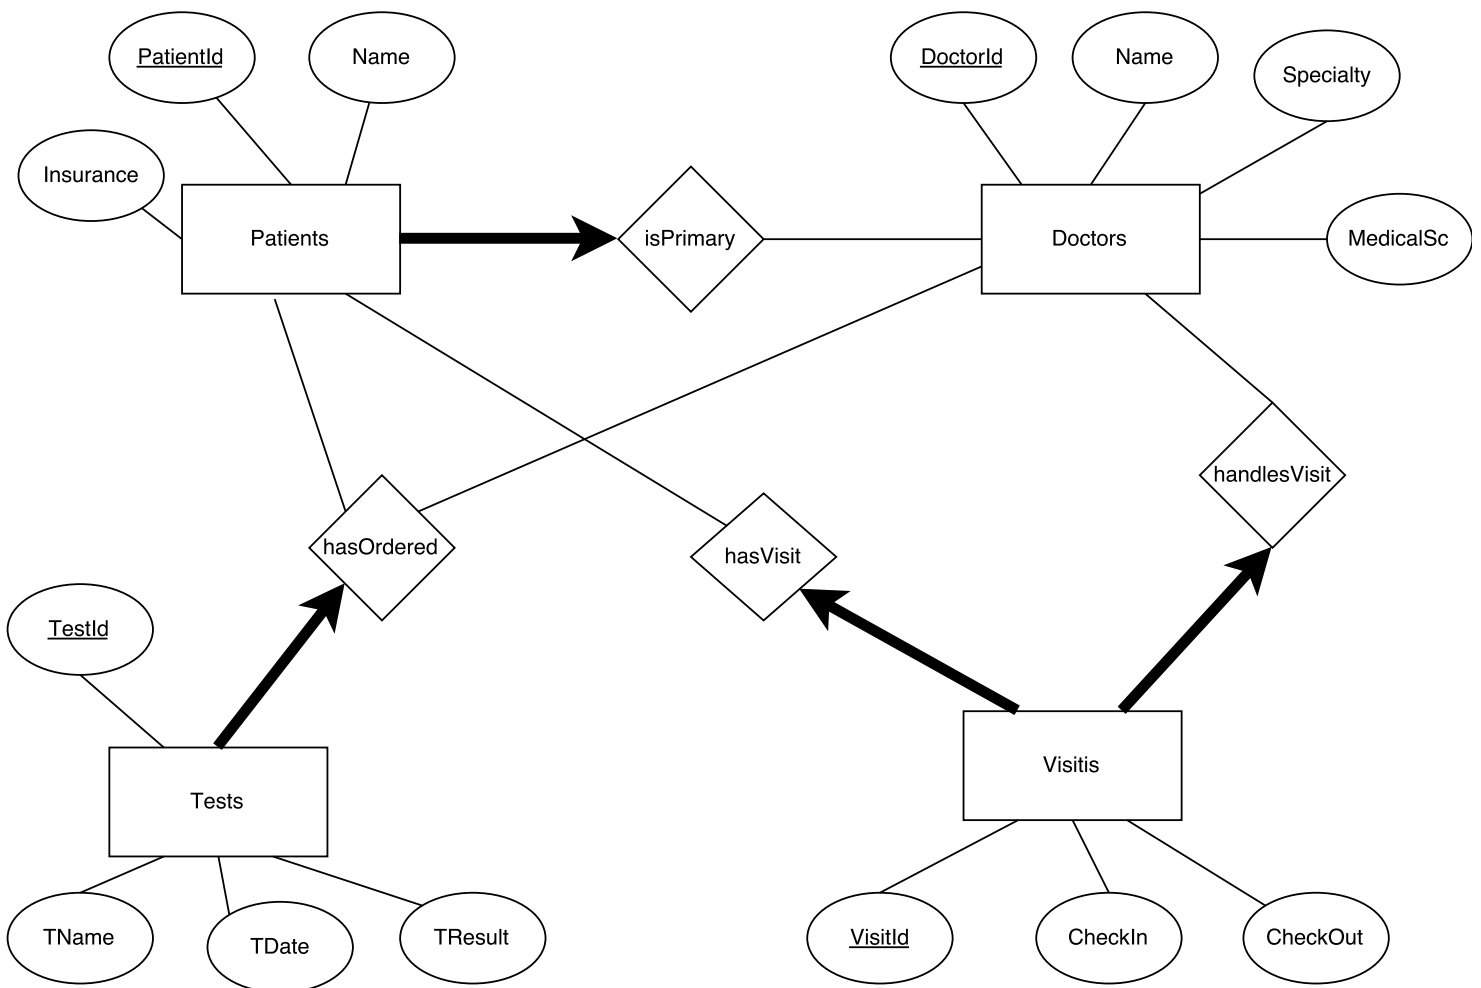 PatientId
Name
DoctorId
Name
Specialty
Insurance
Patients
isPrimary
Doctors
MedicalSc
handlesVisit
hasOrdered
hasVisit
TestId
Visitis
Tests
TName
TDate
TResult
VisitId
CheckIn
CheckOut